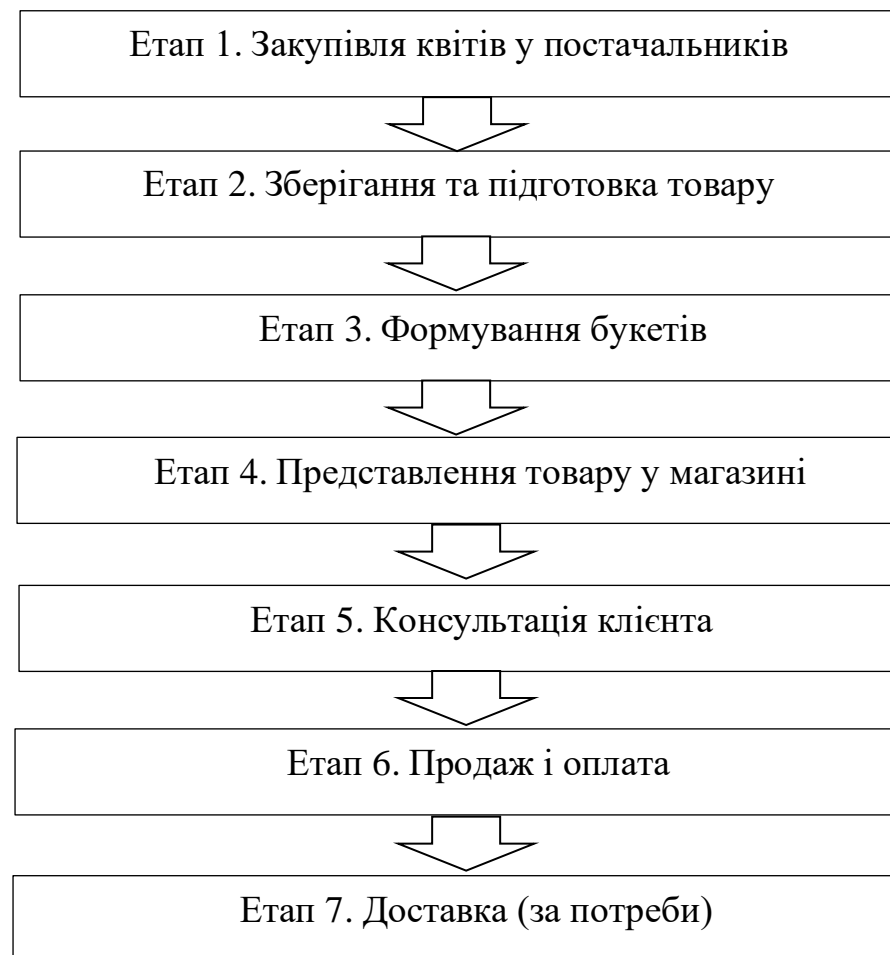 Етап 1. Закупівля квітів у постачальників
Етап 2. Зберігання та підготовка товару
Етап 3. Формування букетів
Етап 4. Представлення товару у магазині
Етап 5. Консультація клієнта
Етап 6. Продаж і оплата
Етап 7. Доставка (за потреби)